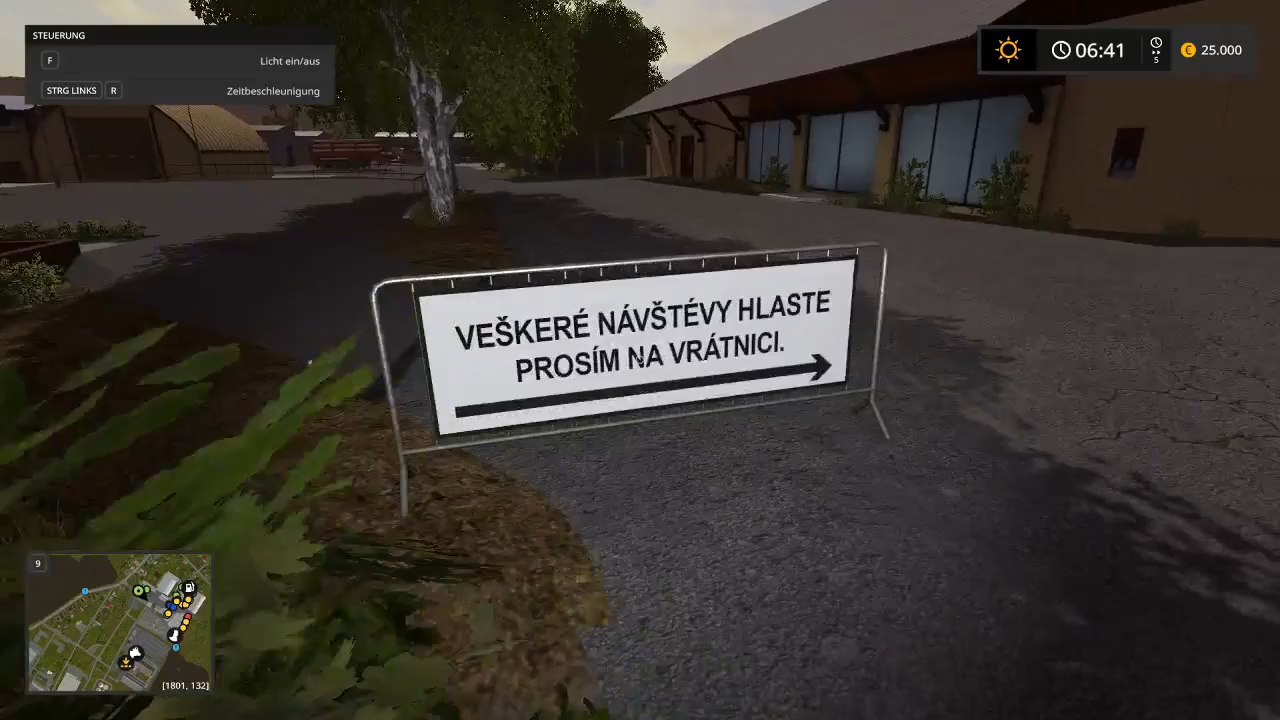 STEUERUNG
F Licht ein/aus
STRG LINKS R Zeitbeschleunigung
06:41
5
25.000
VEŠKERÉ NÁVŠTÉVY HLASTE
PROSÍM NA VRÁTNICI.
9
[1801, 132]